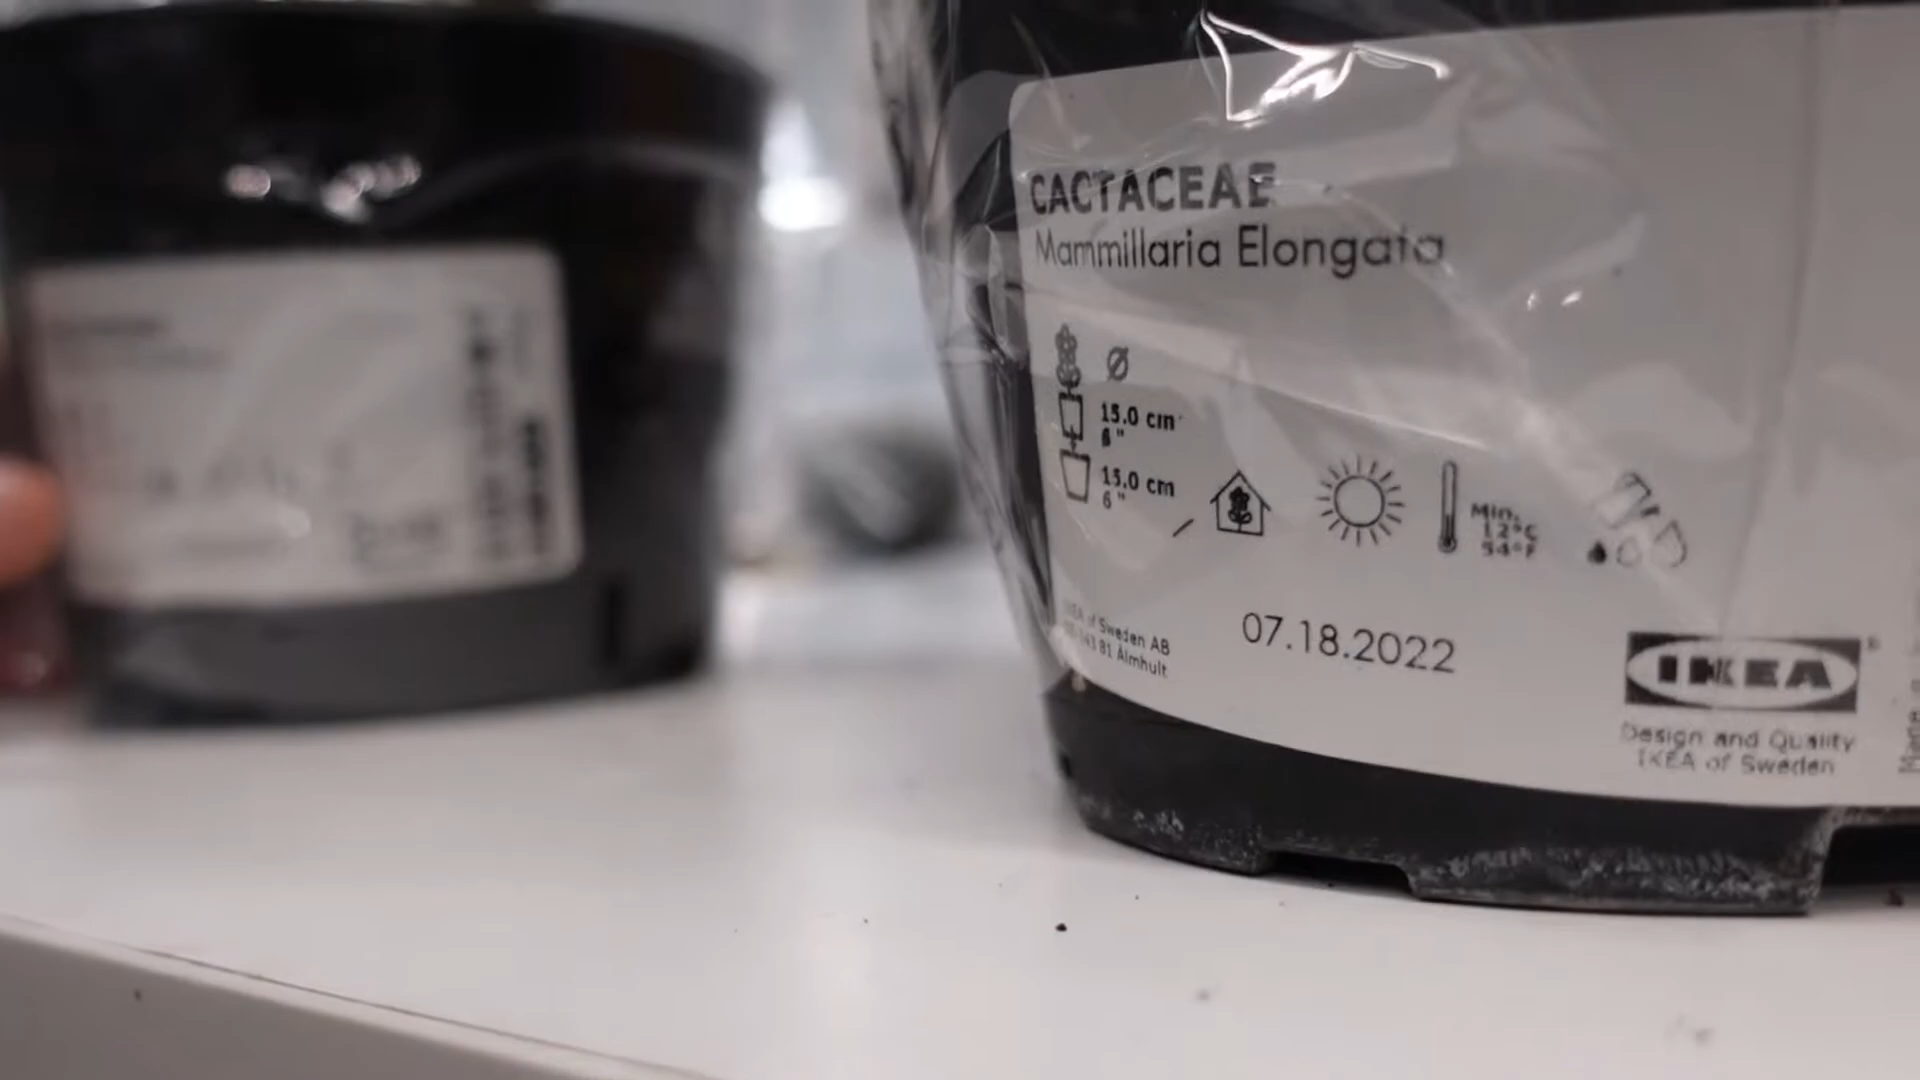 CACTACEAE
Mammillaria Elongata
Ø
15.0 cm
6"
15.0 cm
6"
Min.
12°C
54°F
of Sweden AB
81 Älmhult
07.18.2022
IKEA
Design and Quality
IKEA of Sweden